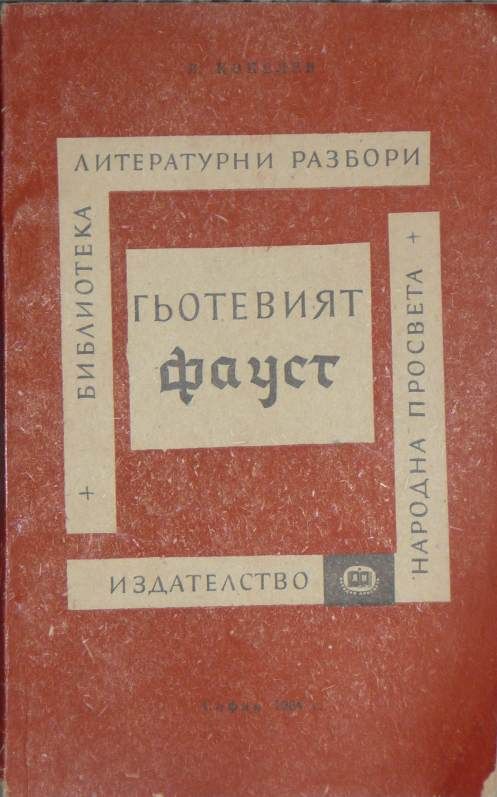 БИБЛИОТЕКА +
ЛИТЕРАТУРНИ РАЗБОРИ
ГЬОТЕВИЯТ
фауст
ИЗДАТЕЛСТВО
НАРОДНА ПРОСВЕТА +
София